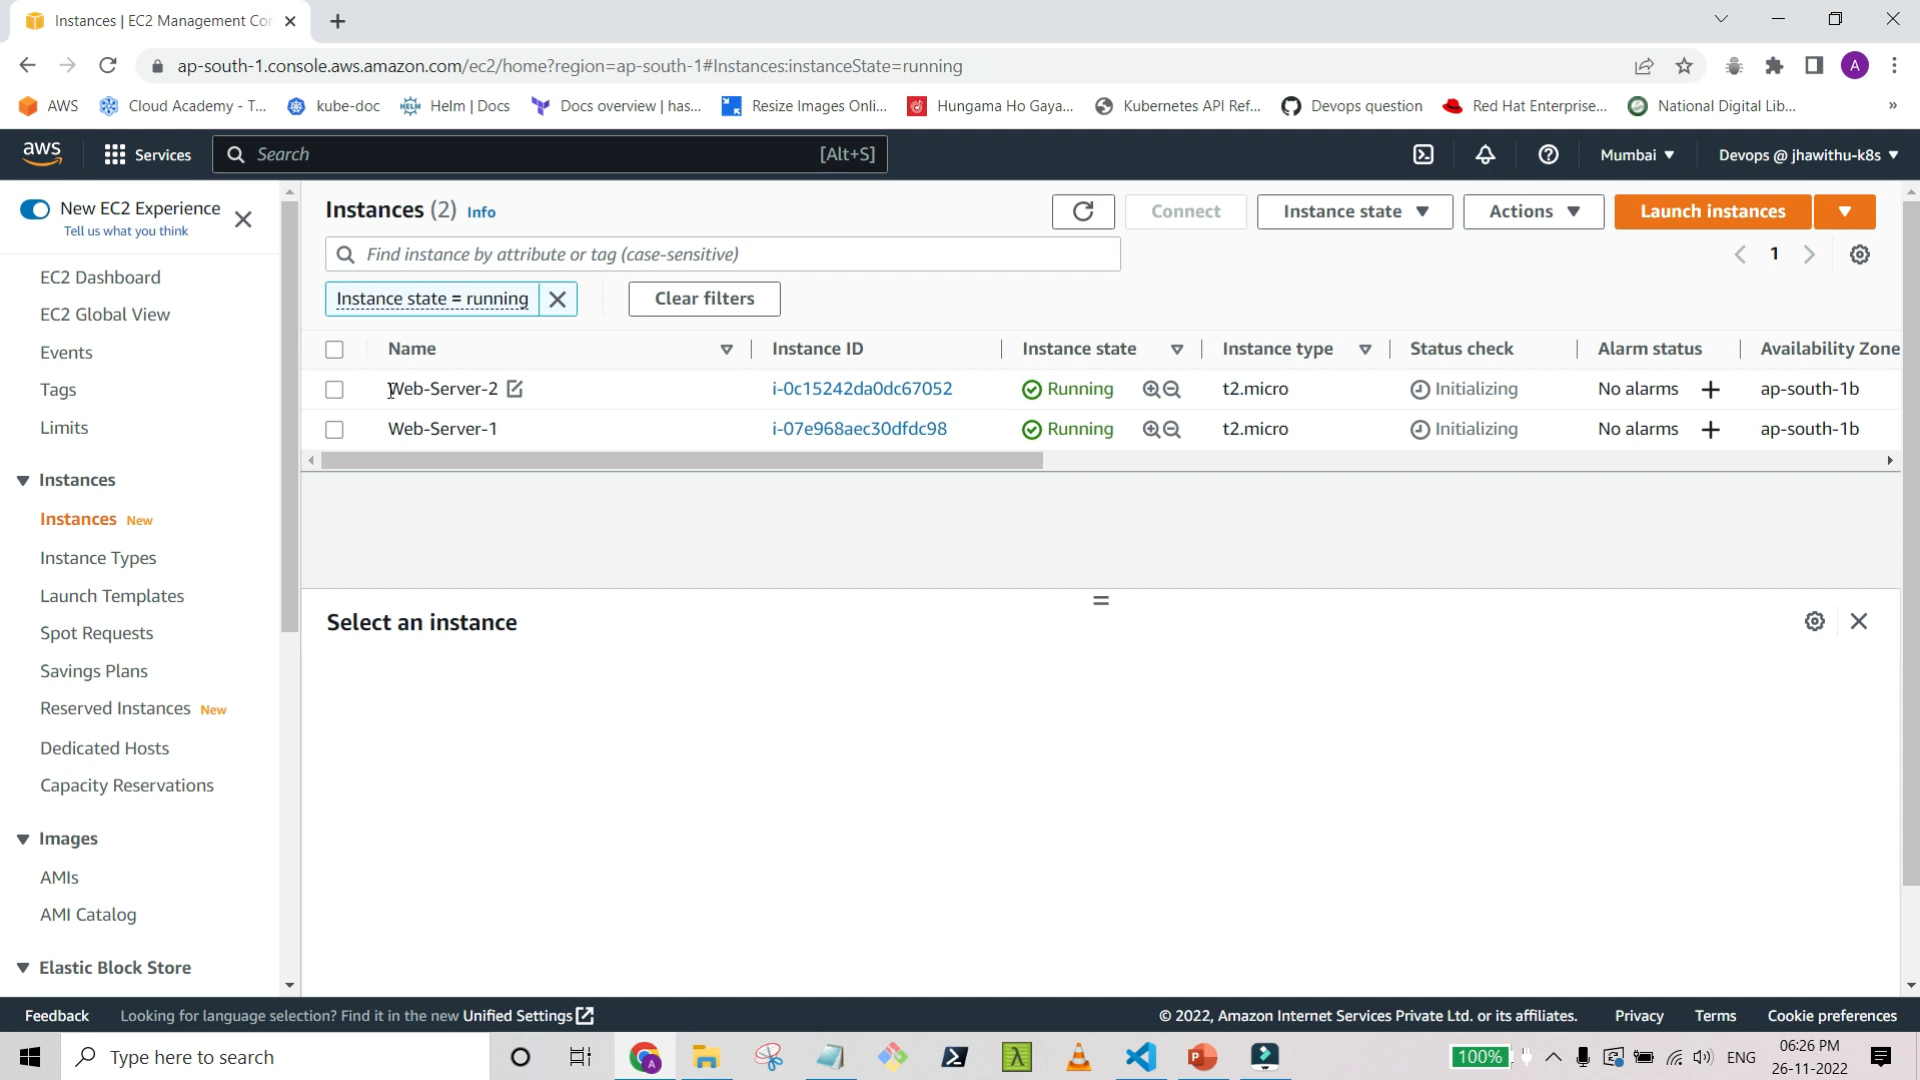 Instances | EC2 Management Con
ap-south-1.console.aws.amazon.com/ec2/home?region=ap-south-1#Instances:instanceState=running
A
AWS
Cloud Academy - T...
kube-doc
HELM
Helm | Docs
Docs overview | has...
Resize Images Onli...
Hungama Ho Gaya...
Kubernetes API Ref...
Devops question
Red Hat Enterprise...
National Digital Lib...
»
aws
Services
Search
[Alt+S]
Mumbai
Devops @ jhawithu-k8s
New EC2 Experience
Tell us what you think
EC2 Dashboard
EC2 Global View
Events
Tags
Limits
Instances
Instances New
Instance Types
Launch Templates
Spot Requests
Savings Plans
Reserved Instances New
Dedicated Hosts
Capacity Reservations
Images
AMIs
AMI Catalog
Elastic Block Store
Instances (2) Info
Connect
Instance state
Actions
Launch instances
Find instance by attribute or tag (case-sensitive)
1
Instance state = running
Clear filters
Name Instance ID Instance state Instance type Status check Alarm status Availability Zone
Web-Server-2 i-0c15242da0dc67052 Running t2.micro Initializing No alarms ap-south-1b
Web-Server-1 i-07e968aec30dfdc98 Running t2.micro Initializing No alarms ap-south-1b
Select an instance
Feedback
Looking for language selection? Find it in the new Unified Settings
© 2022, Amazon Internet Services Private Ltd. or its affiliates.
Privacy
Terms
Cookie preferences
Type here to search
100%
ENG
06:26 PM
26-11-2022